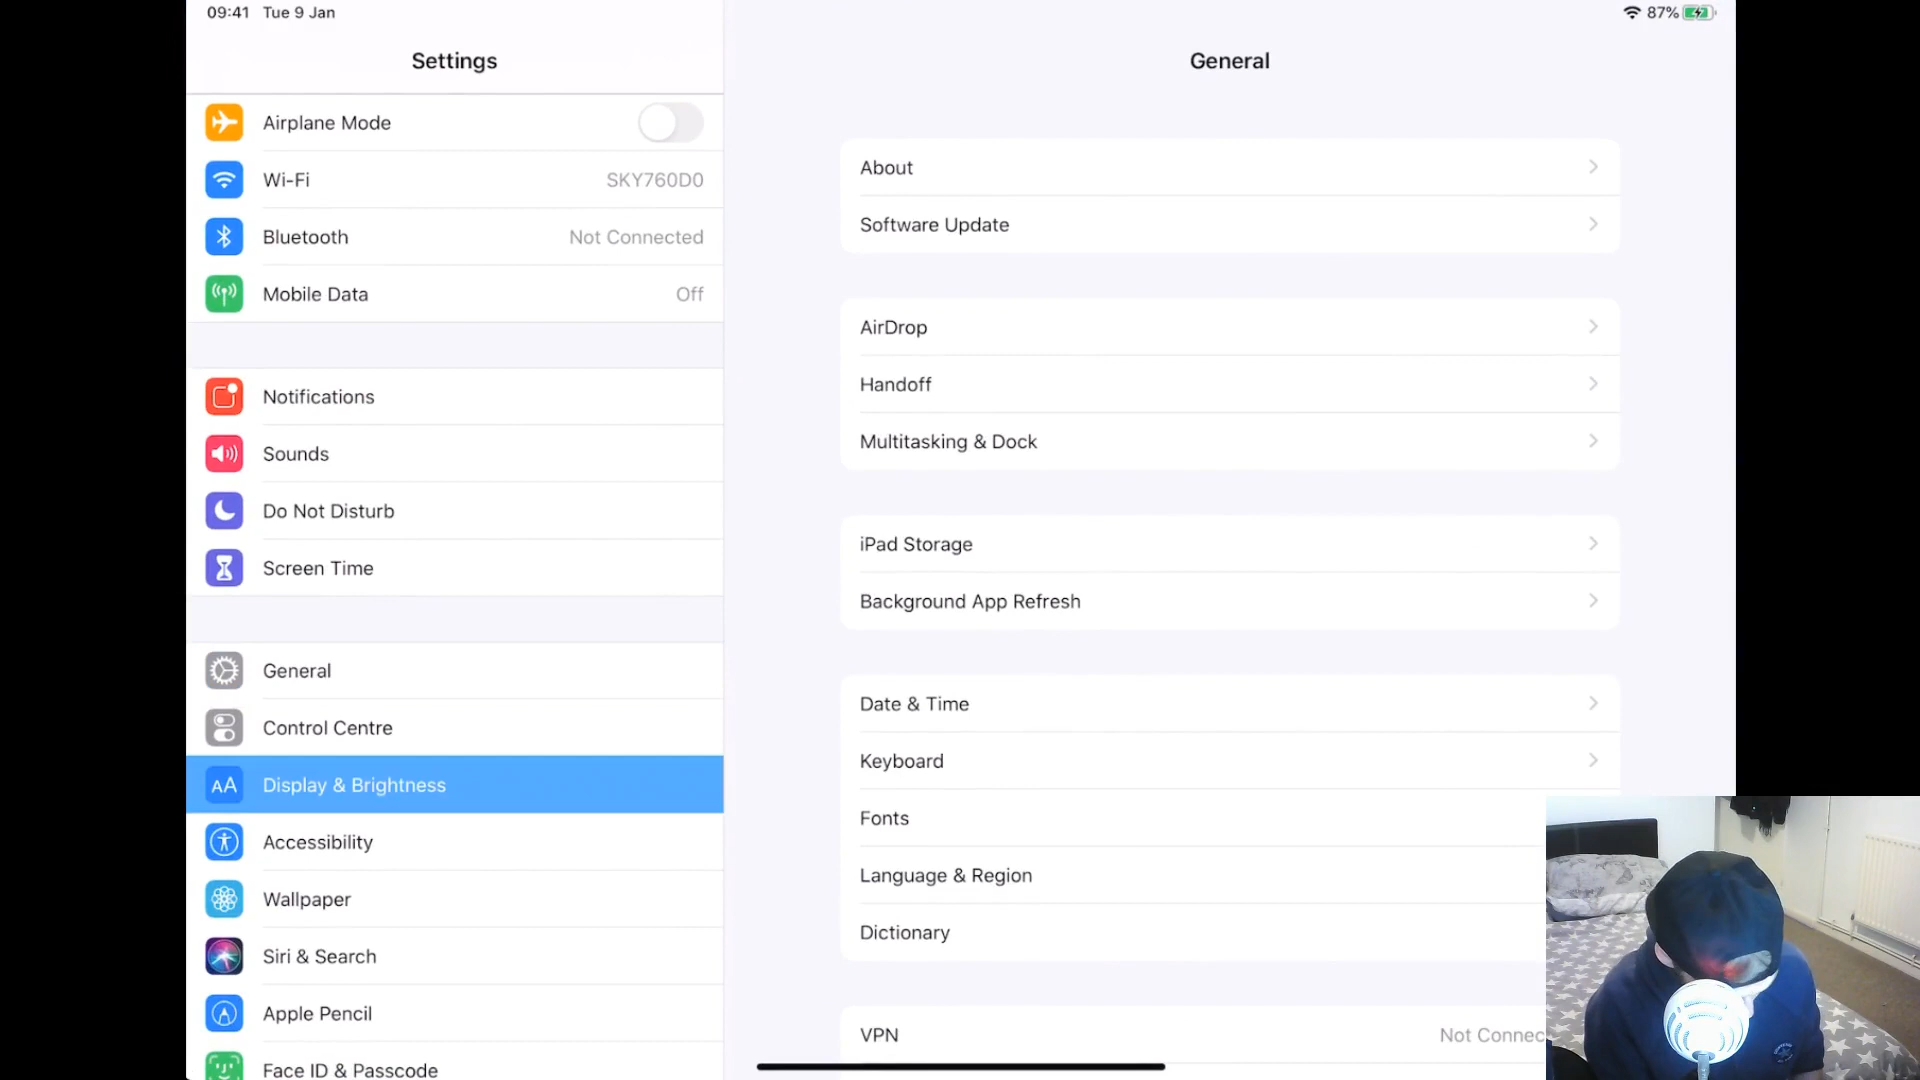 09:41 Tue 9 Jan
87%
Settings
Airplane Mode
Wi-Fi SKY760D0
Bluetooth Not Connected
Mobile Data Off
Notifications
Sounds
Do Not Disturb
Screen Time
General
Control Centre
AA Display & Brightness
Accessibility
Wallpaper
Siri & Search
Apple Pencil
Face ID & Passcode
General
About
Software Update
AirDrop
Handoff
Multitasking & Dock
iPad Storage
Background App Refresh
Date & Time
Keyboard
Fonts
Language & Region
Dictionary
VPN Not Connec